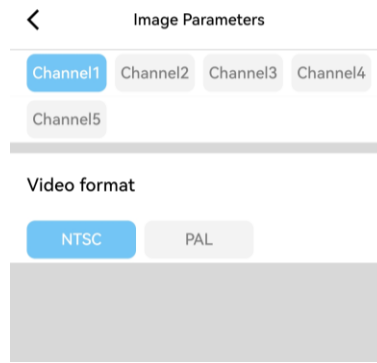 Image Parameters
Channel1 Channel2 Channel3 Channel4
Channel5
Video format
NTSC PAL